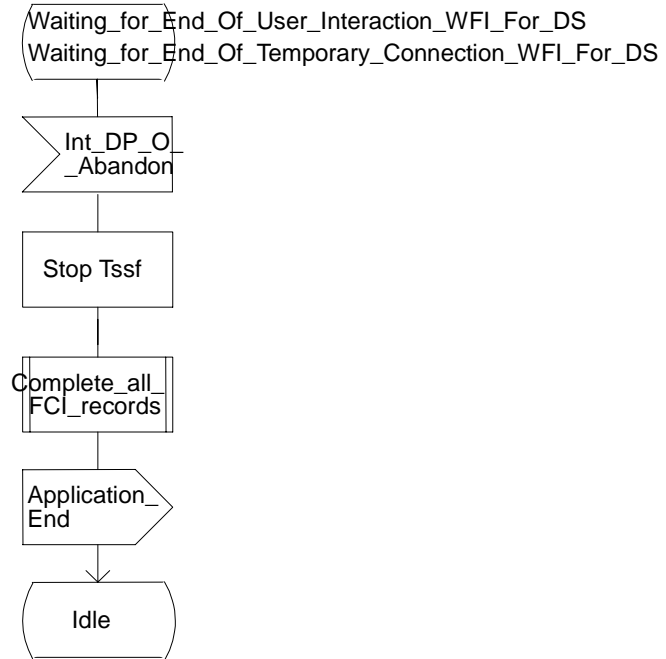 Waiting_for_End_Of_User_Interaction_WFI_For_DS
Waiting_for_End_Of_Temporary_Connection_WFI_For_DS
Int_DP_O_
_Abandon
Stop Tssf
Complete_all_
FCI_records
Application_
End
Idle